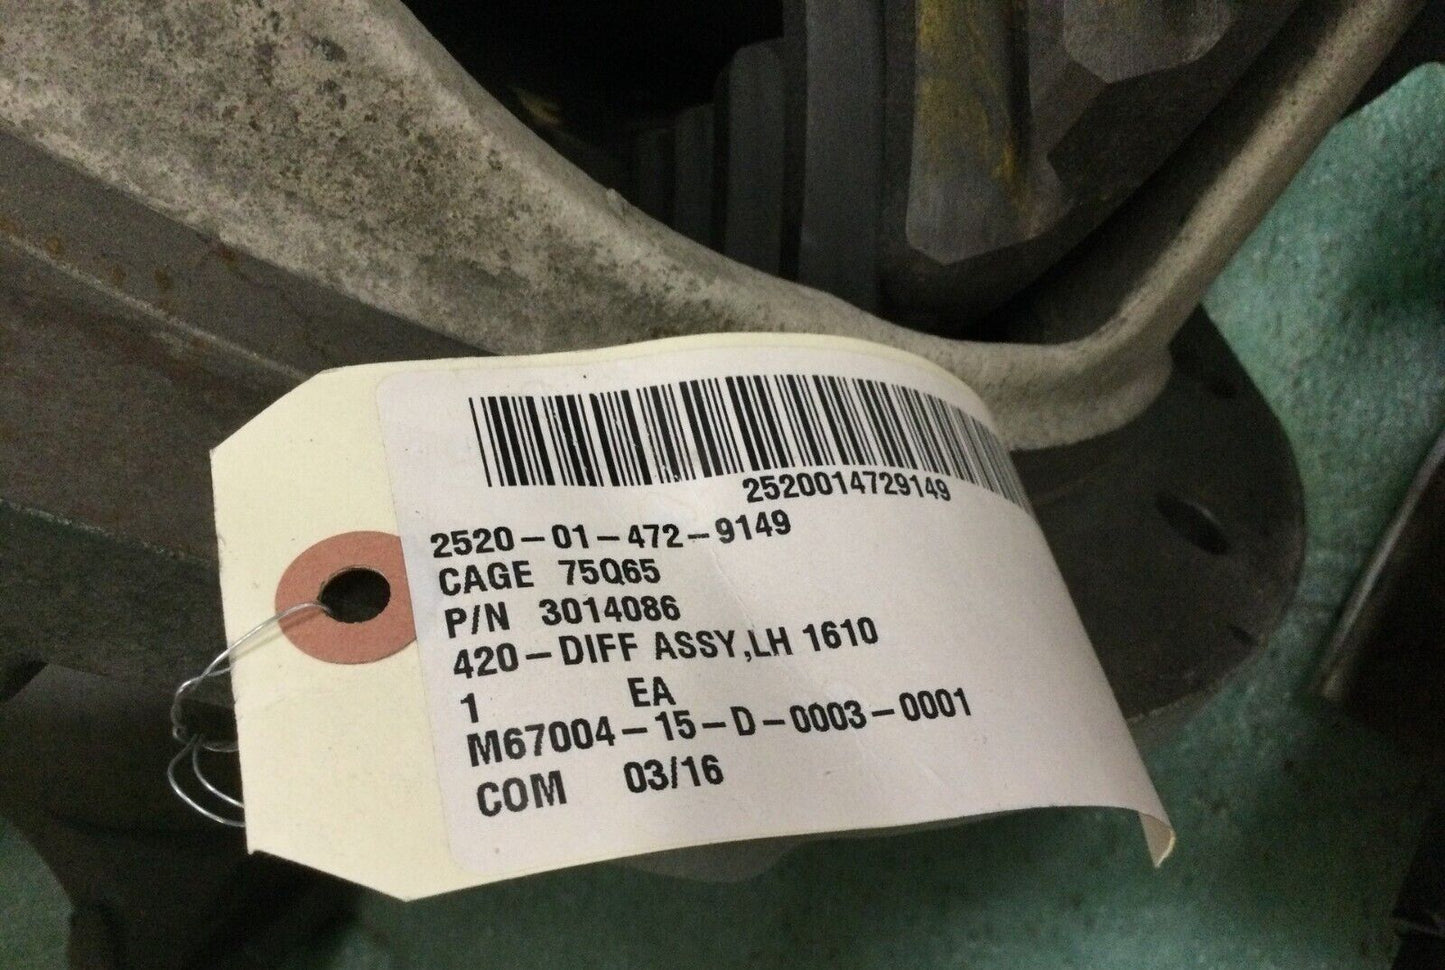 2520014729149
2520-01-472-9149
CAGE 75Q65
P/N 3014086
420-DIFF ASSY,LH 1610
1 EA
M67004-15-D-0003-0001
COM 03/16